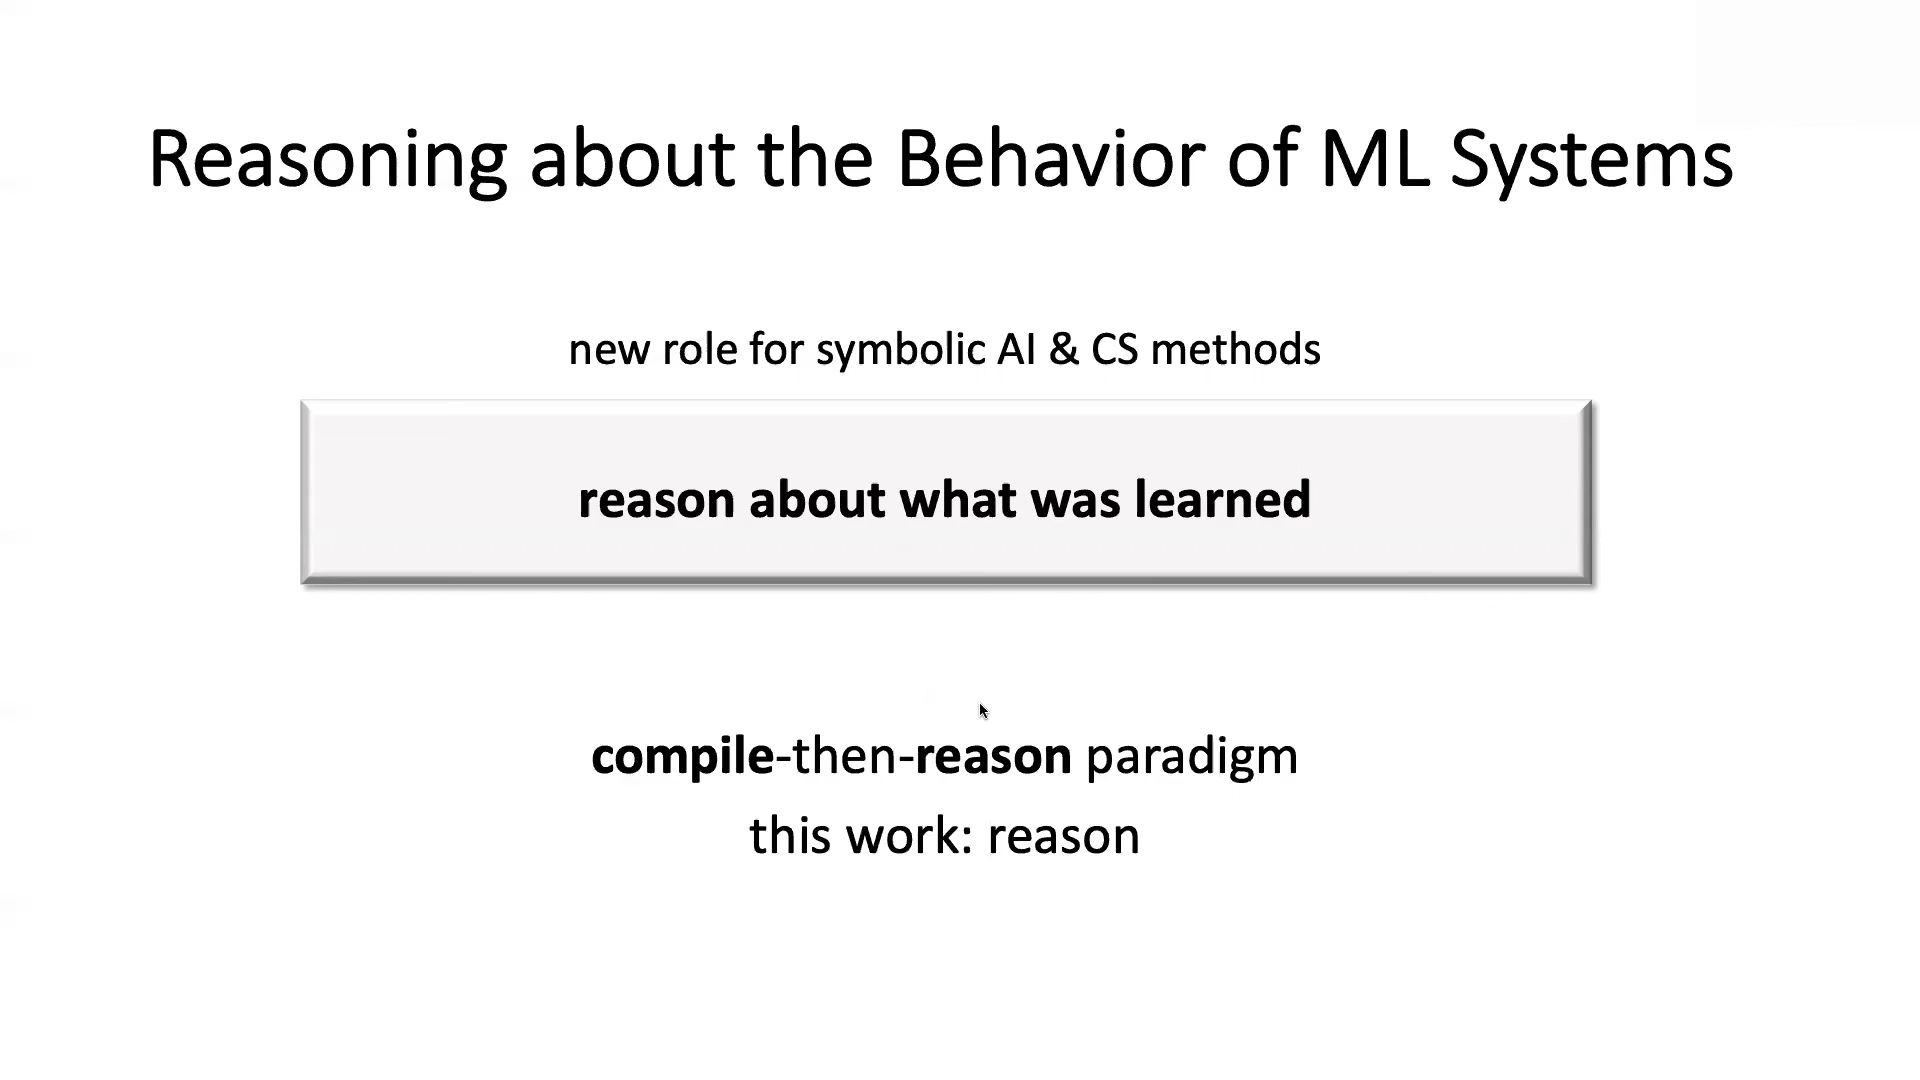 Reasoning about the Behavior of ML Systems
new role for symbolic AI & CS methods
reason about what was learned
compile-then-reason paradigm
this work: reason